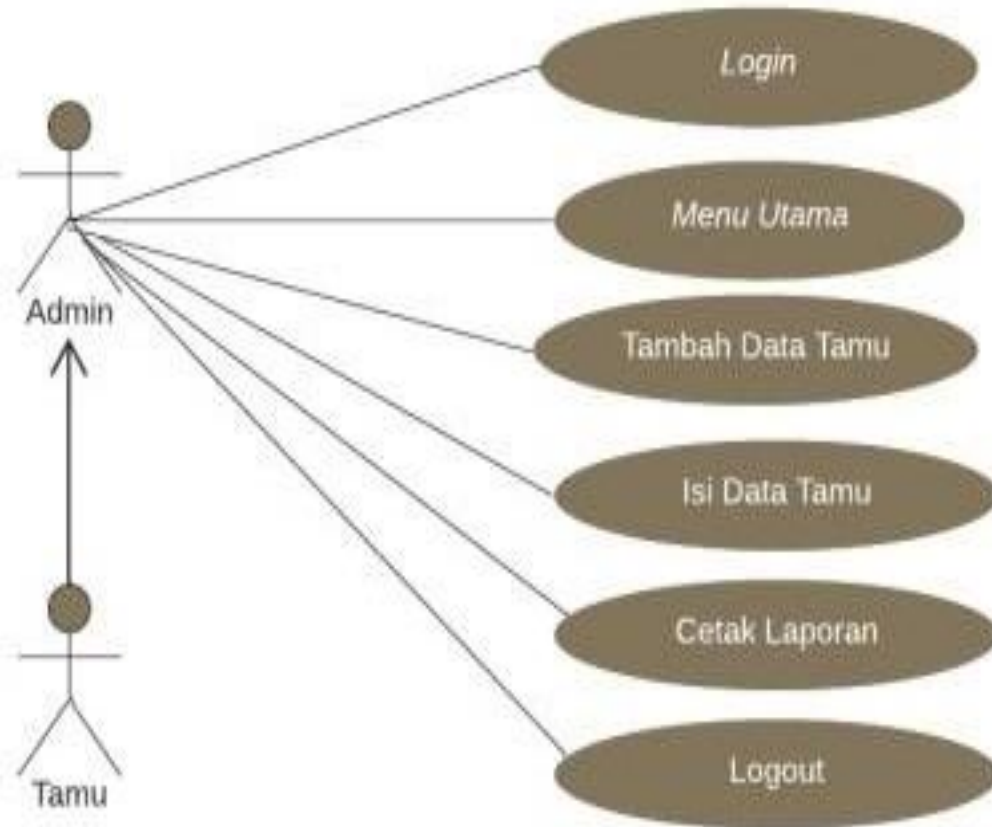 Login
Menu Utama
Admin
Tambah Data Tamu
Isi Data Tamu
Cetak Laporan
Logout
Tamu